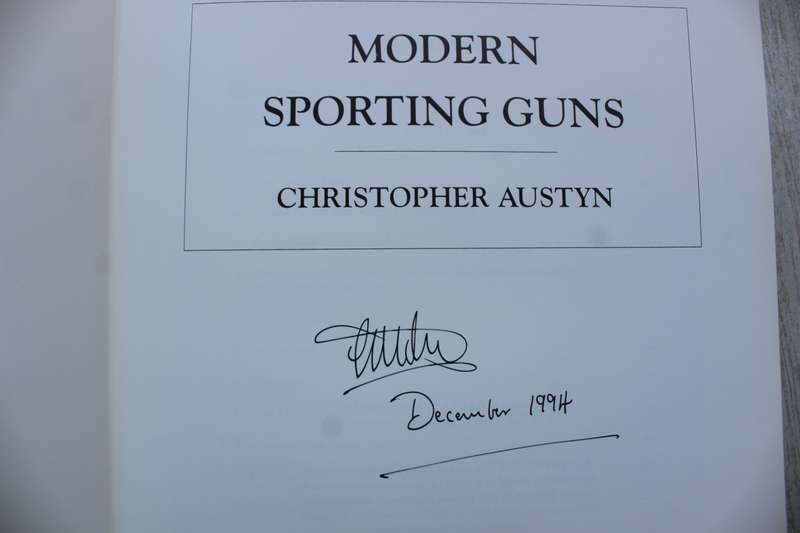 MODERN
SPORTING GUNS
CHRISTOPHER AUSTYN
December 1994